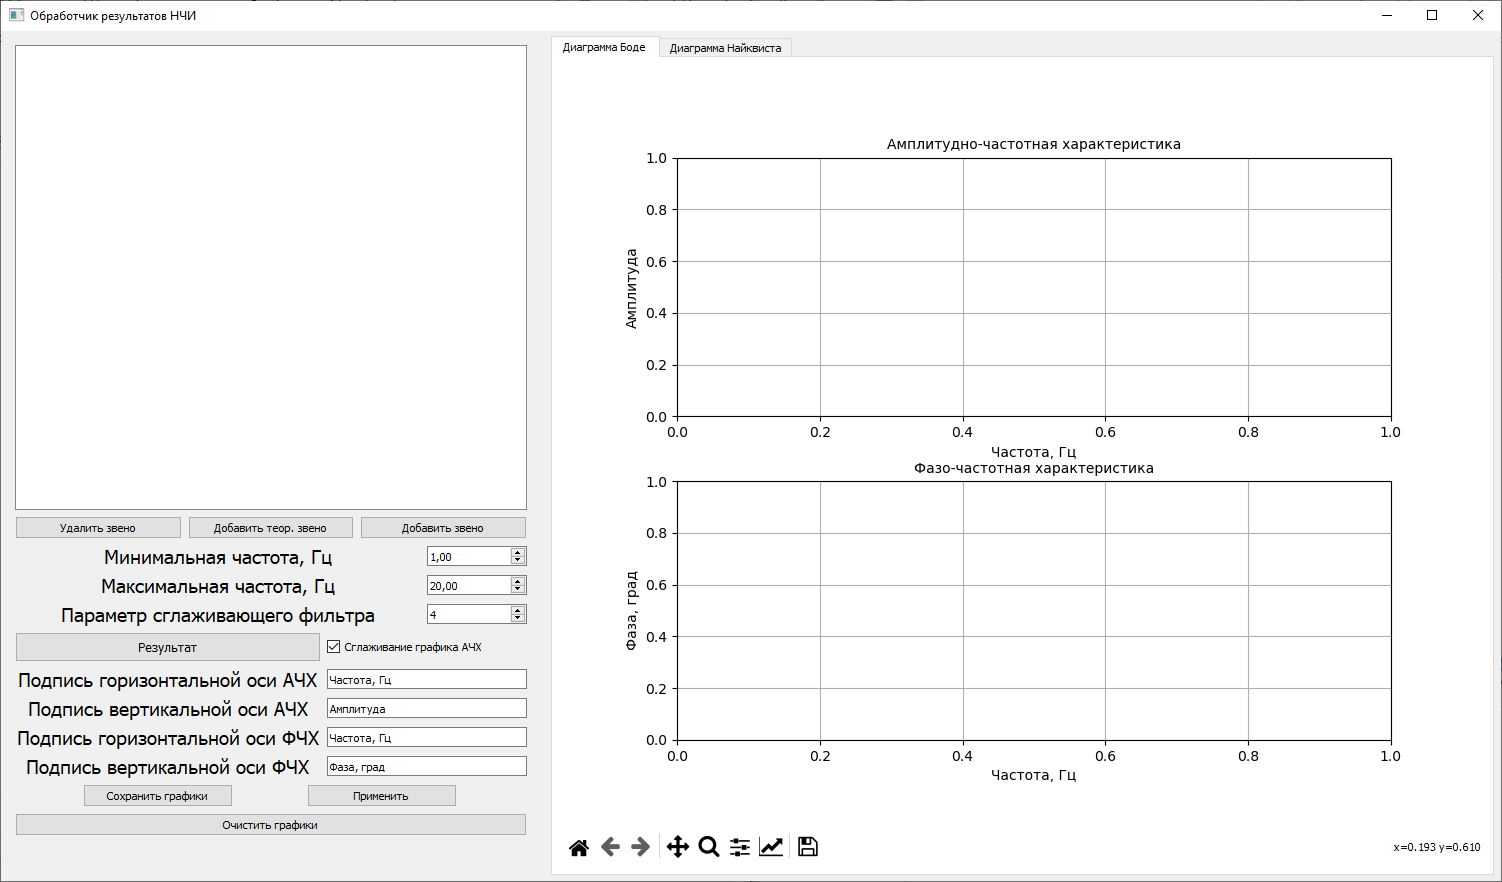 Обработчик результатов НЧИ
Удалить звено
Добавить теор. звено
Добавить звено
Минимальная частота, Гц
1,00
Максимальная частота, Гц
20,00
Параметр сглаживающего фильтра
4
Результат
Сглаживание графика АЧХ
Подпись горизонтальной оси АЧХ
Частота, Гц
Подпись вертикальной оси АЧХ
Амплитуда
Подпись горизонтальной оси ФЧХ
Частота, Гц
Подпись вертикальной оси ФЧХ
Фаза, град
Сохранить графики
Применить
Очистить графики
Диаграмма Боде
Диаграмма Найквиста
Амплитудно-частотная характеристика
Амплитуда
1.0
0.8
0.6
0.4
0.2
0.0
0.0 0.2 0.4 0.6 0.8 1.0
Частота, Гц
Фазо-частотная характеристика
Фаза, град
1.0
0.8
0.6
0.4
0.2
0.0
0.0 0.2 0.4 0.6 0.8 1.0
Частота, Гц
x=0.193 y=0.610